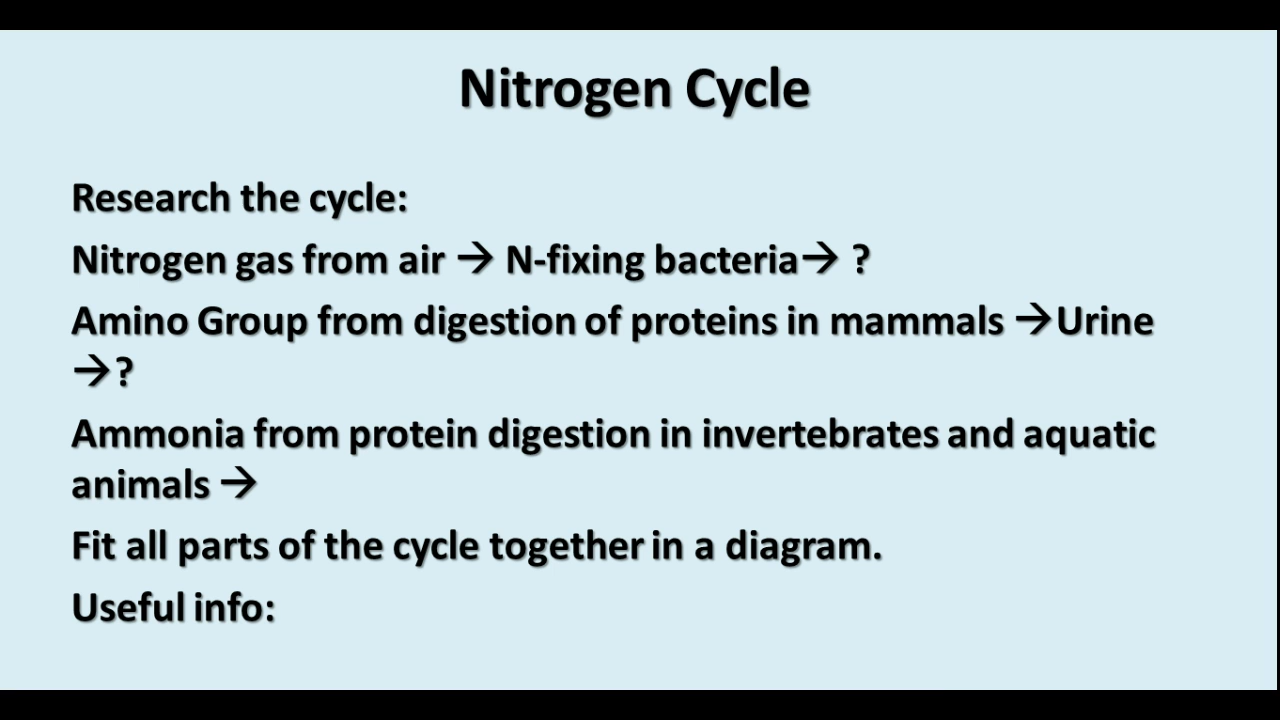 Nitrogen Cycle
Research the cycle:
Nitrogen gas from air → N-fixing bacteria→ ?
Amino Group from digestion of proteins in mammals →Urine
→?
Ammonia from protein digestion in invertebrates and aquatic
animals →
Fit all parts of the cycle together in a diagram.
Useful info: